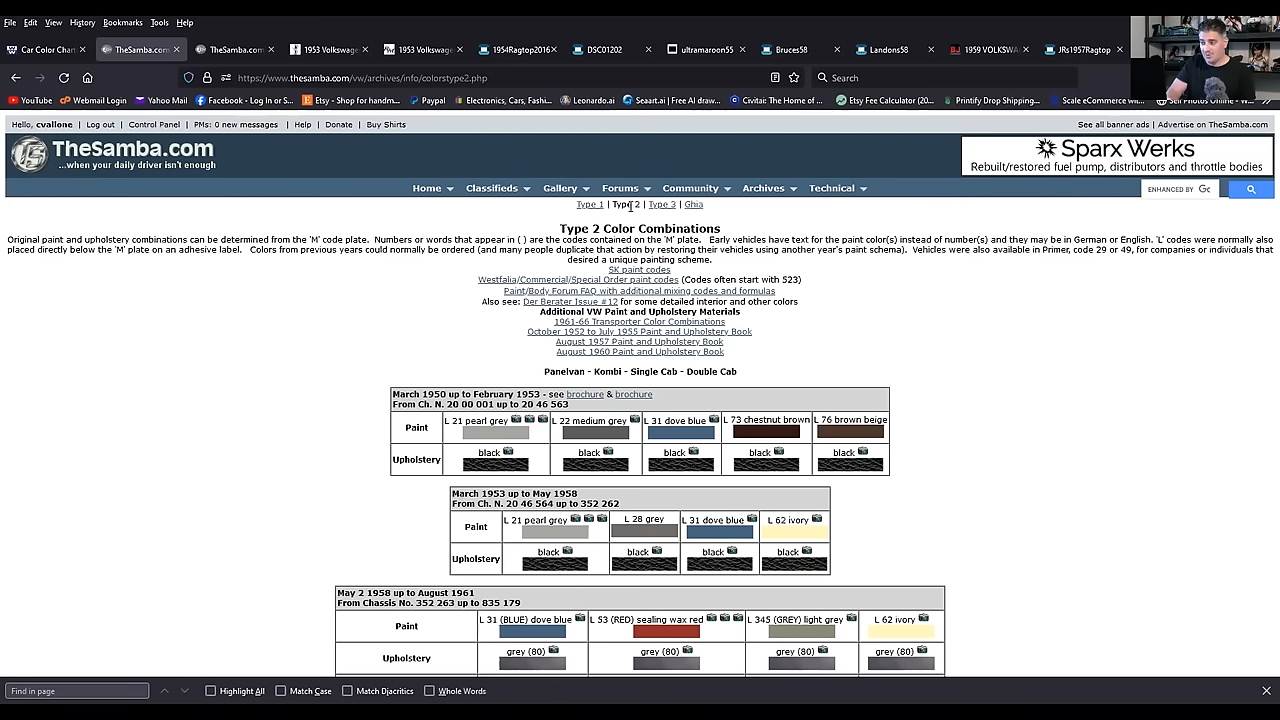 File Edit View History Bookmarks Tools Help
Car Color Chart
TheSamba.com
TheSamba.com
1953 Volkswage
1953 Volkswage
1954Ragtop2016
DSC01202
ultramaroon55
Bruces58
Landons58
1959 VOLKSWA
JRs1957Ragtop
https://www.thesamba.com/vw/archives/info/colorstype2.php
Search
YouTube
Webmail Login
Yahoo Mail
Facebook - Log In or S...
Etsy - Shop for handm...
Paypal
Electronics, Cars, Fashi...
Leonardo.ai
Seaart.ai | Free AI draw...
Civitai: The Home of ...
Etsy Fee Calculator (20...
Printify Drop Shipping...
Scale eCommerce wi...
Sell Photos Online - ...
Hello, cvallone | Log out | Control Panel | PMs: 0 new messages | Help | Donate | Buy Shirts
See all banner ads | Advertise on TheSamba.com
TheSamba.com
...when your daily driver isn't enough
Sparx Werks
Rebuilt/restored fuel pump, distributors and throttle bodies
Home Classifieds Gallery Forums Community Archives Technical
ENHANCED BY
Type 1 | Type 2 | Type 3 | Ghia
Type 2 Color Combinations
Original paint and upholstery combinations can be determined from the 'M' code plate. Numbers or words that appear in ( ) are the codes contained on the 'M' plate. Early vehicles have text for the paint color(s) instead of number(s) and they may be in German or English. 'L' codes were normally also
placed directly below the 'M' plate on an adhesive label. Colors from previous years could normally be ordered (and many people duplicate that action by restoring their vehicles using another year's paint schema). Vehicles were also available in Primer, code 29 or 49, for companies or individuals that
desired a unique painting scheme.
SK paint codes
Westfalia/Commercial/Special Order paint codes (Codes often start with 523)
Paint/Body Forum FAQ with additional mixing codes and formulas
Also see: Der Berater Issue #12 for some detailed interior and other colors
Additional VW Paint and Upholstery Materials
1961-66 Transporter Color Combinations
October 1952 to July 1955 Paint and Upholstery Book
August 1957 Paint and Upholstery Book
August 1960 Paint and Upholstery Book
Panelvan - Kombi - Single Cab - Double Cab
March 1950 up to February 1953 - see brochure & brochure
From Ch. N. 20 00 001 up to 20 46 563
Paint
L 21 pearl grey
L 22 medium grey
L 31 dove blue
L 73 chestnut brown
L 76 brown beige
Upholstery
black
black
black
black
black
March 1953 up to May 1958
From Ch. N. 20 46 564 up to 352 262
Paint
L 21 pearl grey
L 28 grey
L 31 dove blue
L 62 ivory
Upholstery
black
black
black
black
May 2 1958 up to August 1961
From Chassis No. 352 263 up to 835 179
Paint
L 31 (BLUE) dove blue
L 53 (RED) sealing wax red
L 345 (GREY) light grey
L 62 ivory
Upholstery
grey (80)
grey (80)
grey (80)
grey (80)
Find in page
Highlight All
Match Case
Match Diacritics
Whole Words